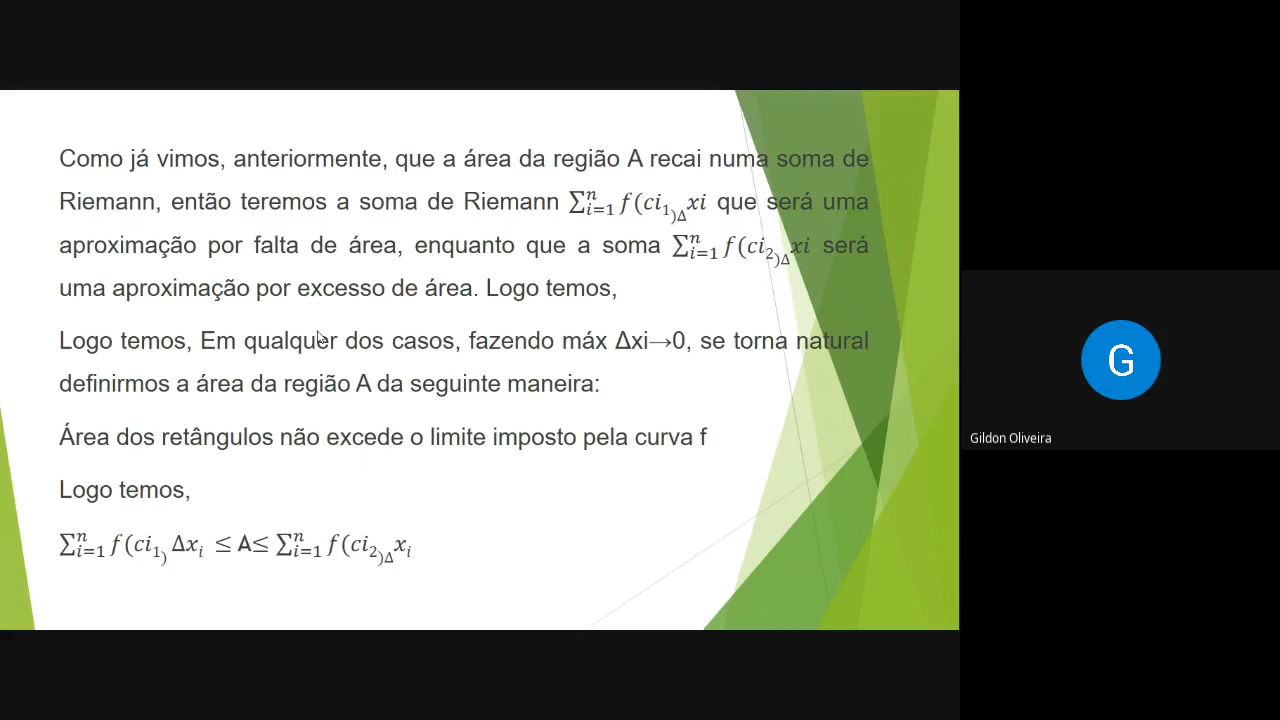 Como já vimos, anteriormente, que a área da região A recai numa soma de
Riemann, então teremos a soma de Riemann ∑ⁿᵢ₌₁ f(ci₁₎Δ xi que será uma
aproximação por falta de área, enquanto que a soma ∑ⁿᵢ₌₁ f(ci₂₎Δ xi será
uma aproximação por excesso de área. Logo temos,
Logo temos, Em qualquer dos casos, fazendo máx Δxi→0, se torna natural
definirmos a área da região A da seguinte maneira:
Área dos retângulos não excede o limite imposto pela curva f
Logo temos,
∑ⁿᵢ₌₁ f(ci₁₎ Δxᵢ ≤ A≤ ∑ⁿᵢ₌₁ f(ci₂₎Δ xᵢ
G
Gildon Oliveira